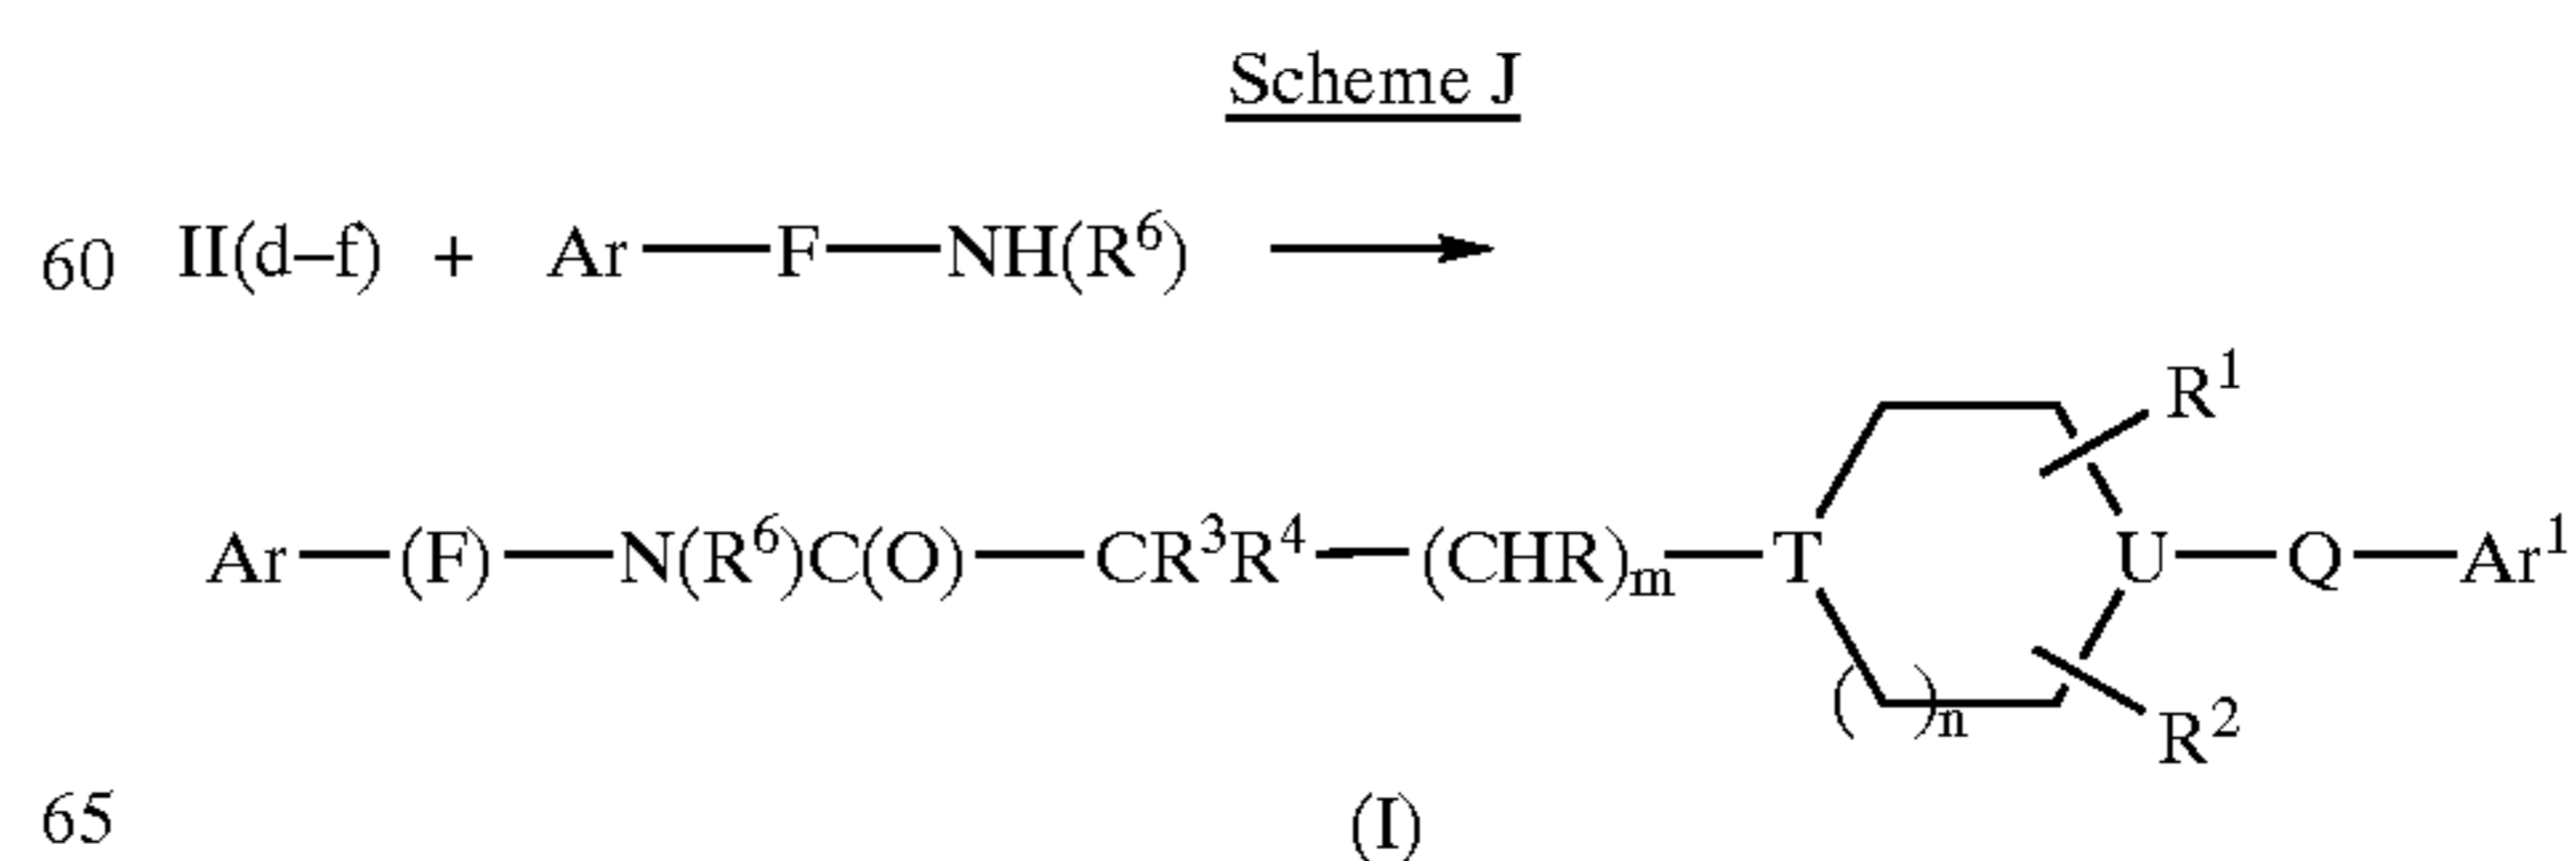 Scheme J
60 II(d–f) + Ar—F—NH(R⁶) ⟶
R¹
Ar—(F)—N(R⁶)C(O)—CR³R⁴—(CHR)ₘ—T U—Q—Ar¹
( )ₙ
R²
65 (I)